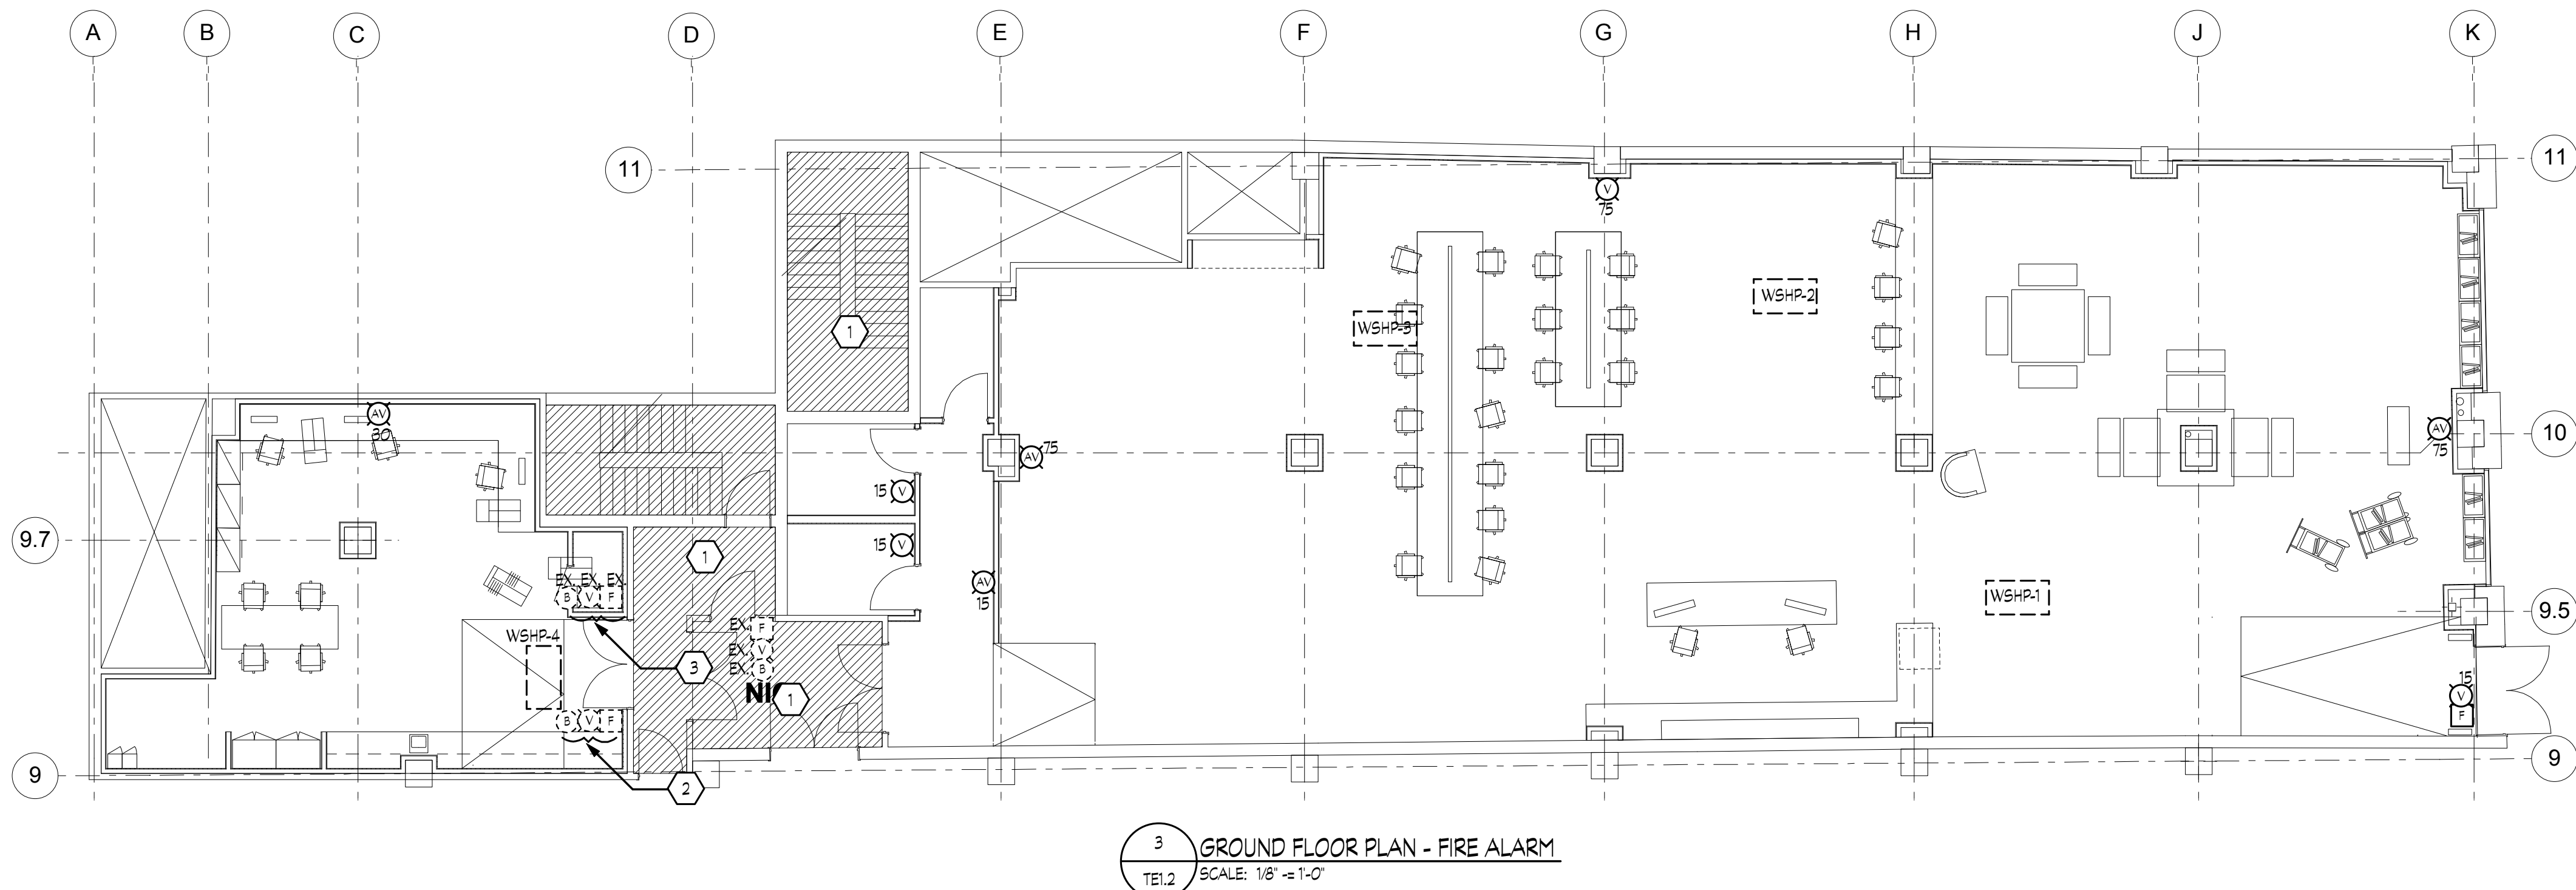 A B C D E F G H J K
11 11
V
75
WSHP-2
WSHP-3
1
AV
30
AV 75
10
AV
75
15 V
9.7
15 V
1
EX. EX. EX.
B V F
AV
15
WSHP-1
9.5
WSHP-4
EX. F
EX. V
EX. B
3
NI
1
15
V
F
B V F
9 9
2
3
TE1.2
GROUND FLOOR PLAN - FIRE ALARM
SCALE: 1/8" -= 1'-0"